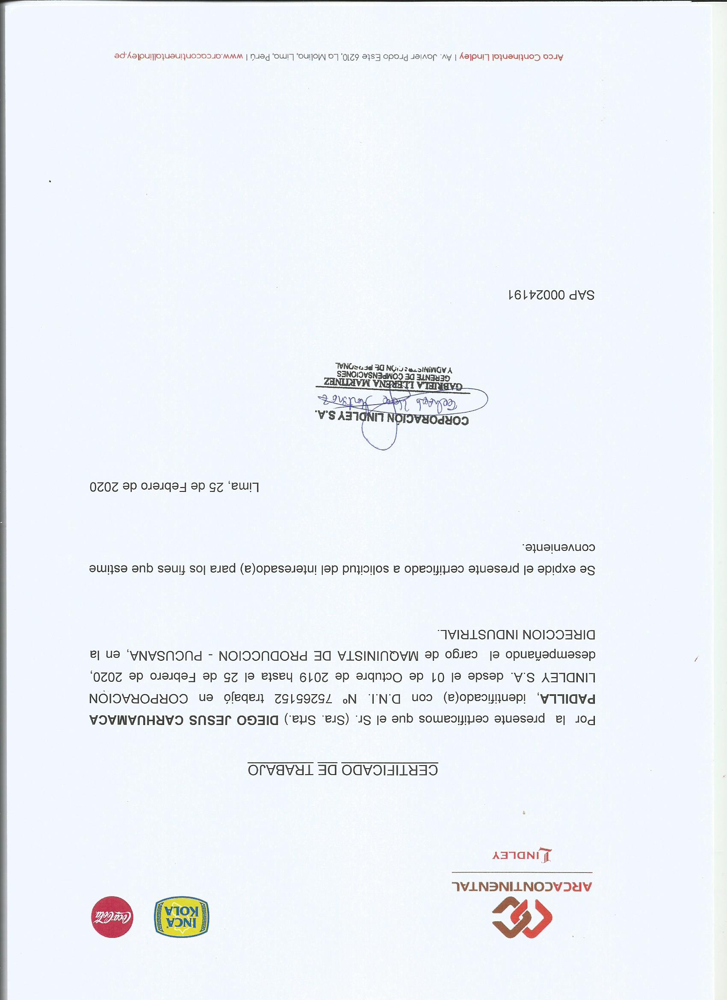 ARCACONTINENTAL
LINDLEY
INCA KOLA
Coca-Cola
CERTIFICADO DE TRABAJO
Por la presente certificamos que el Sr. (Sra. Srta.) DIEGO JESUS CARHUAMACA
PADILLA, identificado(a) con D.N.I. Nº 75265152 trabajó en CORPORACIÓN
LINDLEY S.A. desde el 01 de Octubre de 2019 hasta el 25 de Febrero de 2020,
desempeñando el cargo de MAQUINISTA DE PRODUCCION - PUCUSANA, en la
DIRECCION INDUSTRIAL.
Se expide el presente certificado a solicitud del interesado(a) para los fines que estime
conveniente.
Lima, 25 de Febrero de 2020
CORPORACIÓN LINDLEY S.A.
GABRIELA LLERENA MARTINEZ
GERENTE DE COMPENSACIONES
Y ADMINISTRACIÓN DE PERSONAL
SAP 00024191
Arca Continental Lindley | Av. Javier Prado Este 6210, La Molina, Lima, Perú | www.arcacontinentallindley.pe